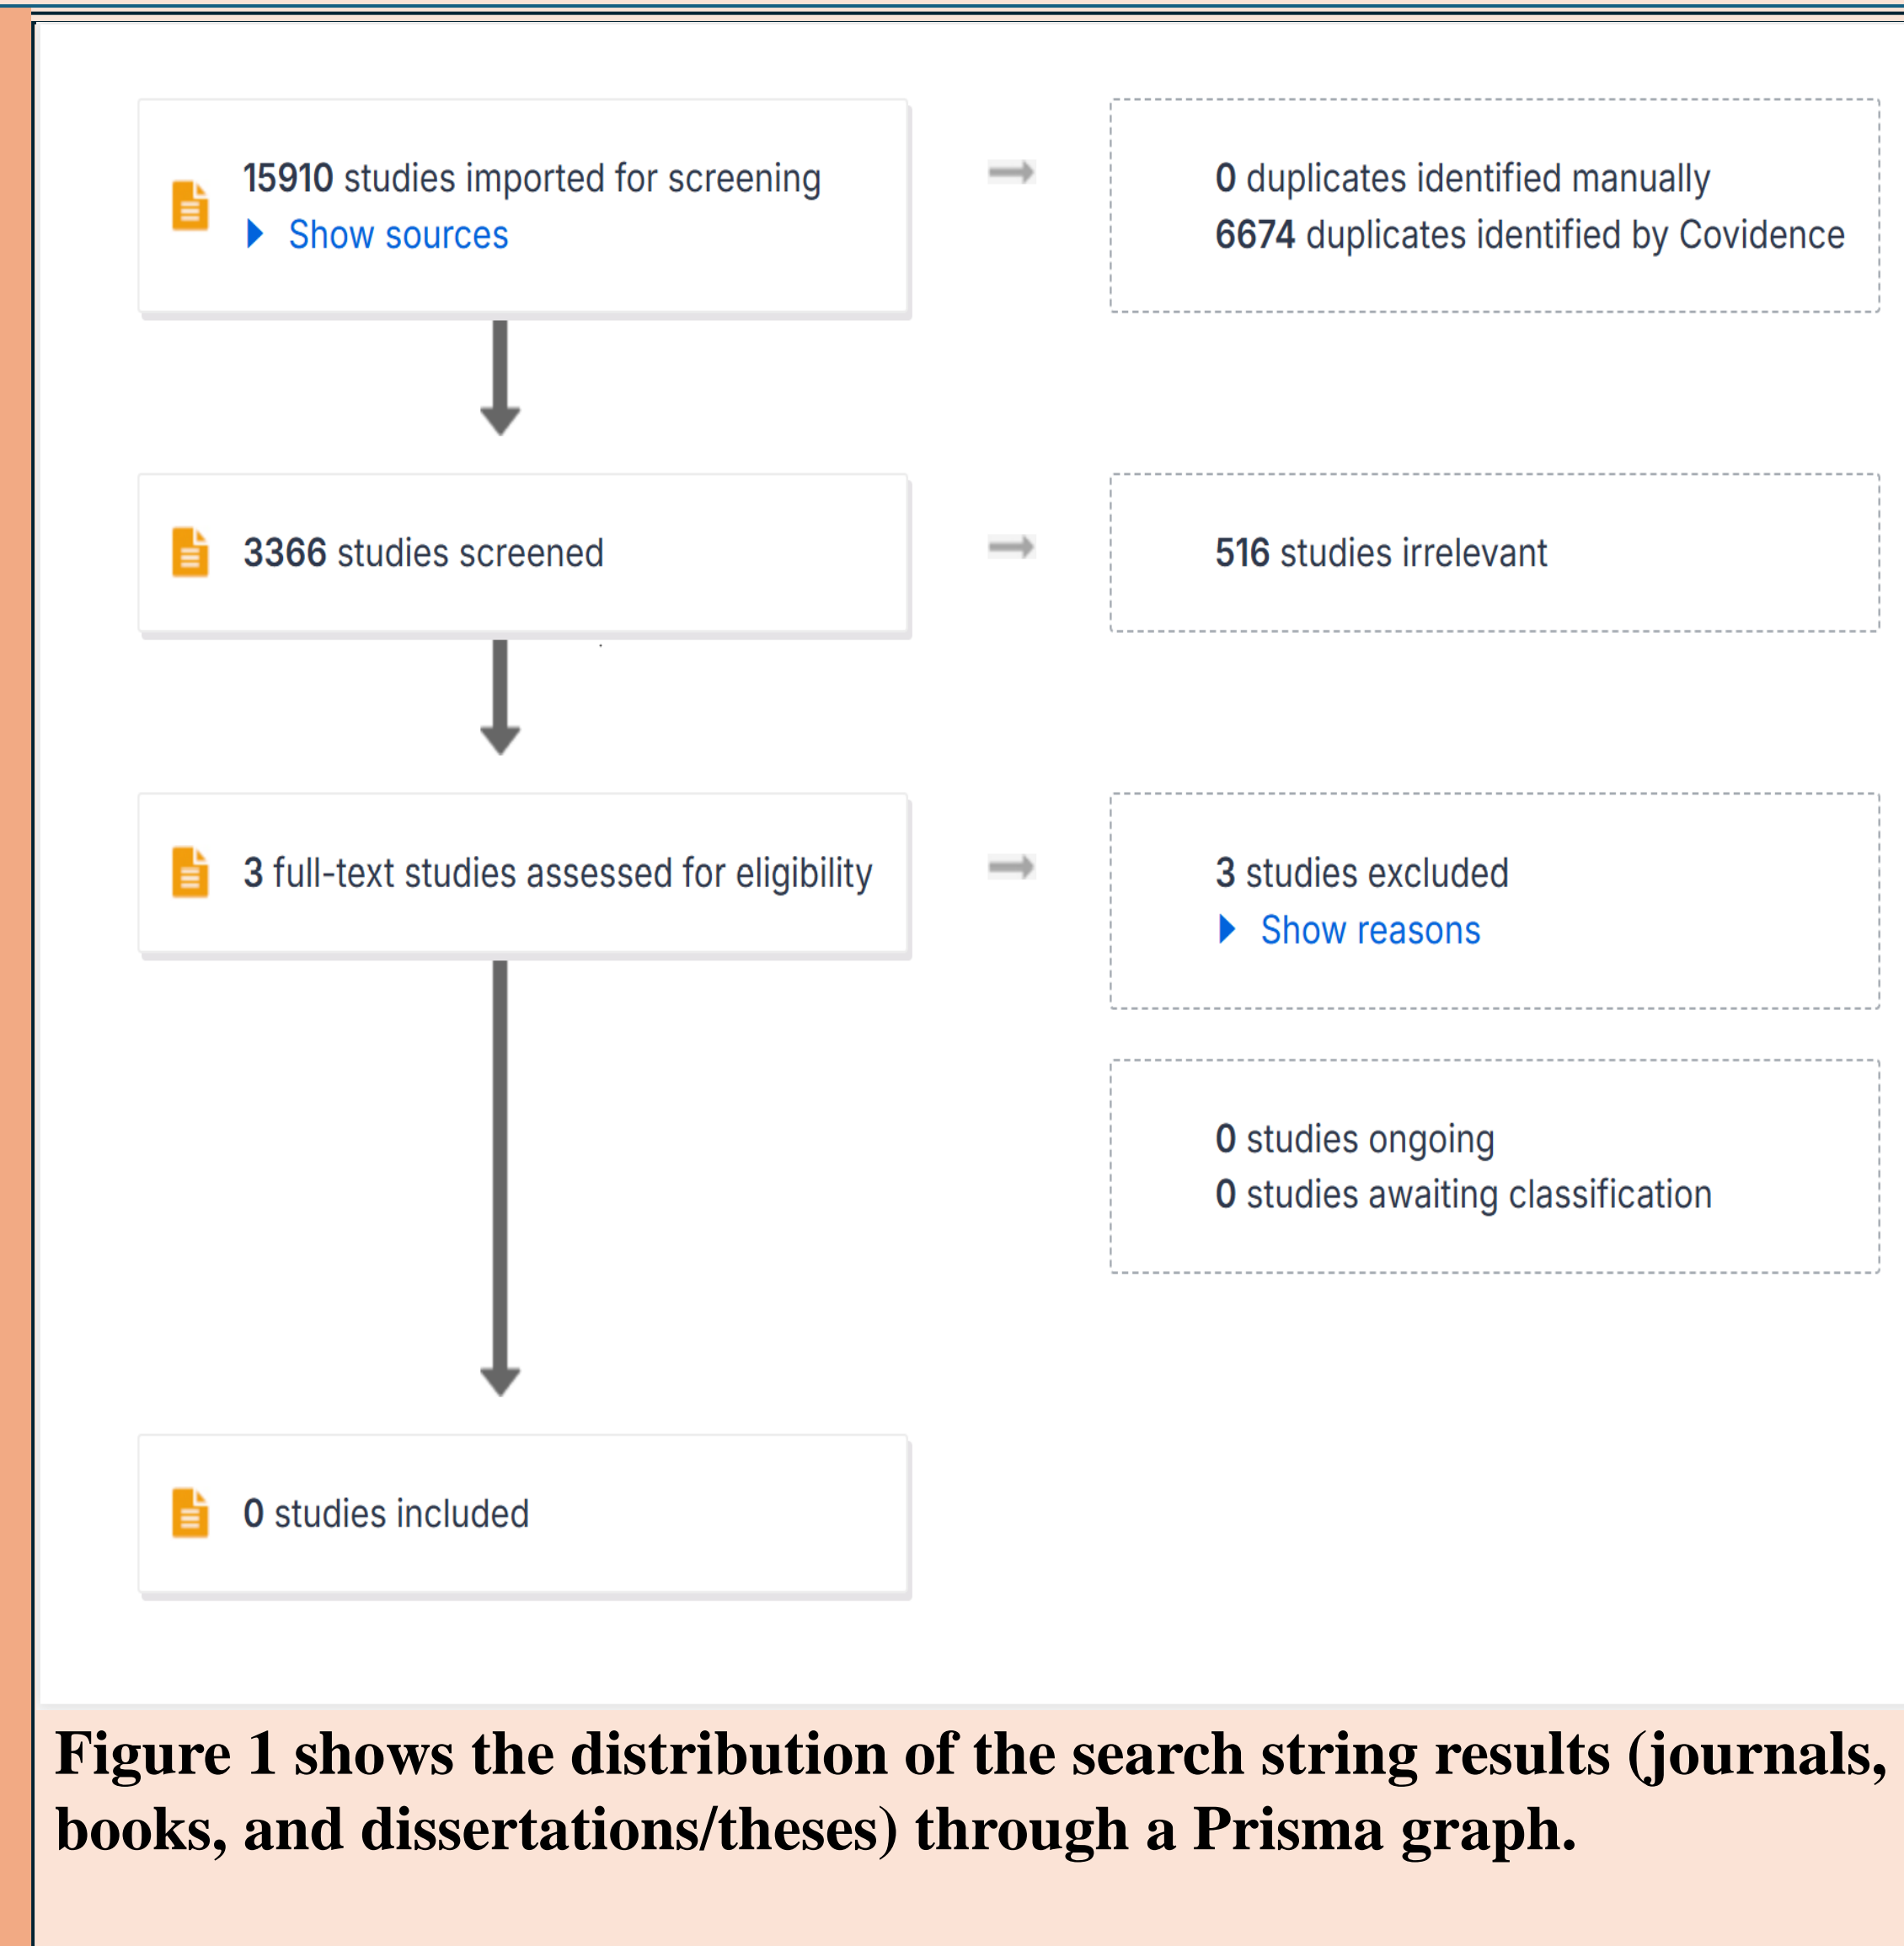 15910 studies imported for screening
Show sources
0 duplicates identified manually
6674 duplicates identified by Covidence
3366 studies screened
516 studies irrelevant
3 full-text studies assessed for eligibility
3 studies excluded
Show reasons
0 studies ongoing
0 studies awaiting classification
0 studies included
Figure 1 shows the distribution of the search string results (journals,
books, and dissertations/theses) through a Prisma graph.